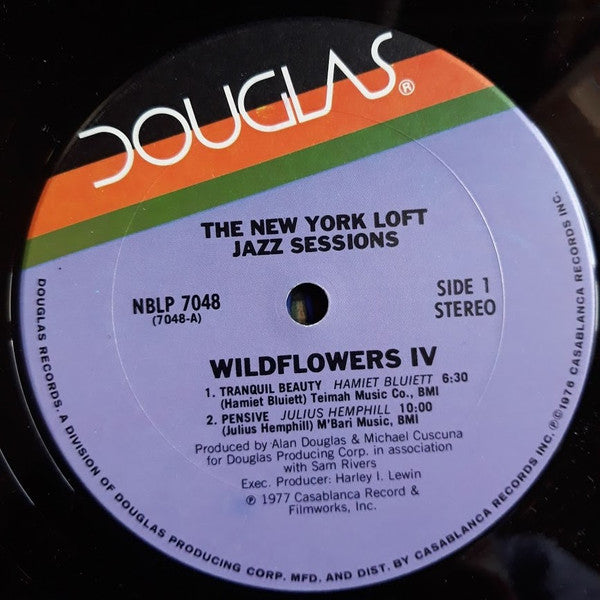 DOUGLAS®
THE NEW YORK LOFT
JAZZ SESSIONS
NBLP 7048
(7048-A)
SIDE 1
STEREO
WILDFLOWERS IV
1. TRANQUIL BEAUTY HAMIET BLUIETT 6:30
(Hamiet Bluiett) Teimah Music Co., BMI
2. PENSIVE JULIUS HEMPHILL 10:00
(Julius Hemphill) M'Bari Music, BMI
Produced by Alan Douglas & Michael Cuscuna
for Douglas Producing Corp. in association
with Sam Rivers
Exec. Producer: Harley I. Lewin
℗ 1977 Casablanca Record &
Filmworks, Inc.
DOUGLAS RECORDS. A DIVISION OF DOUGLAS PRODUCING CORP. MFD. AND DIST. BY CASABLANCA RECORDS INC. ℗©1976 CASABLANCA RECORDS INC.